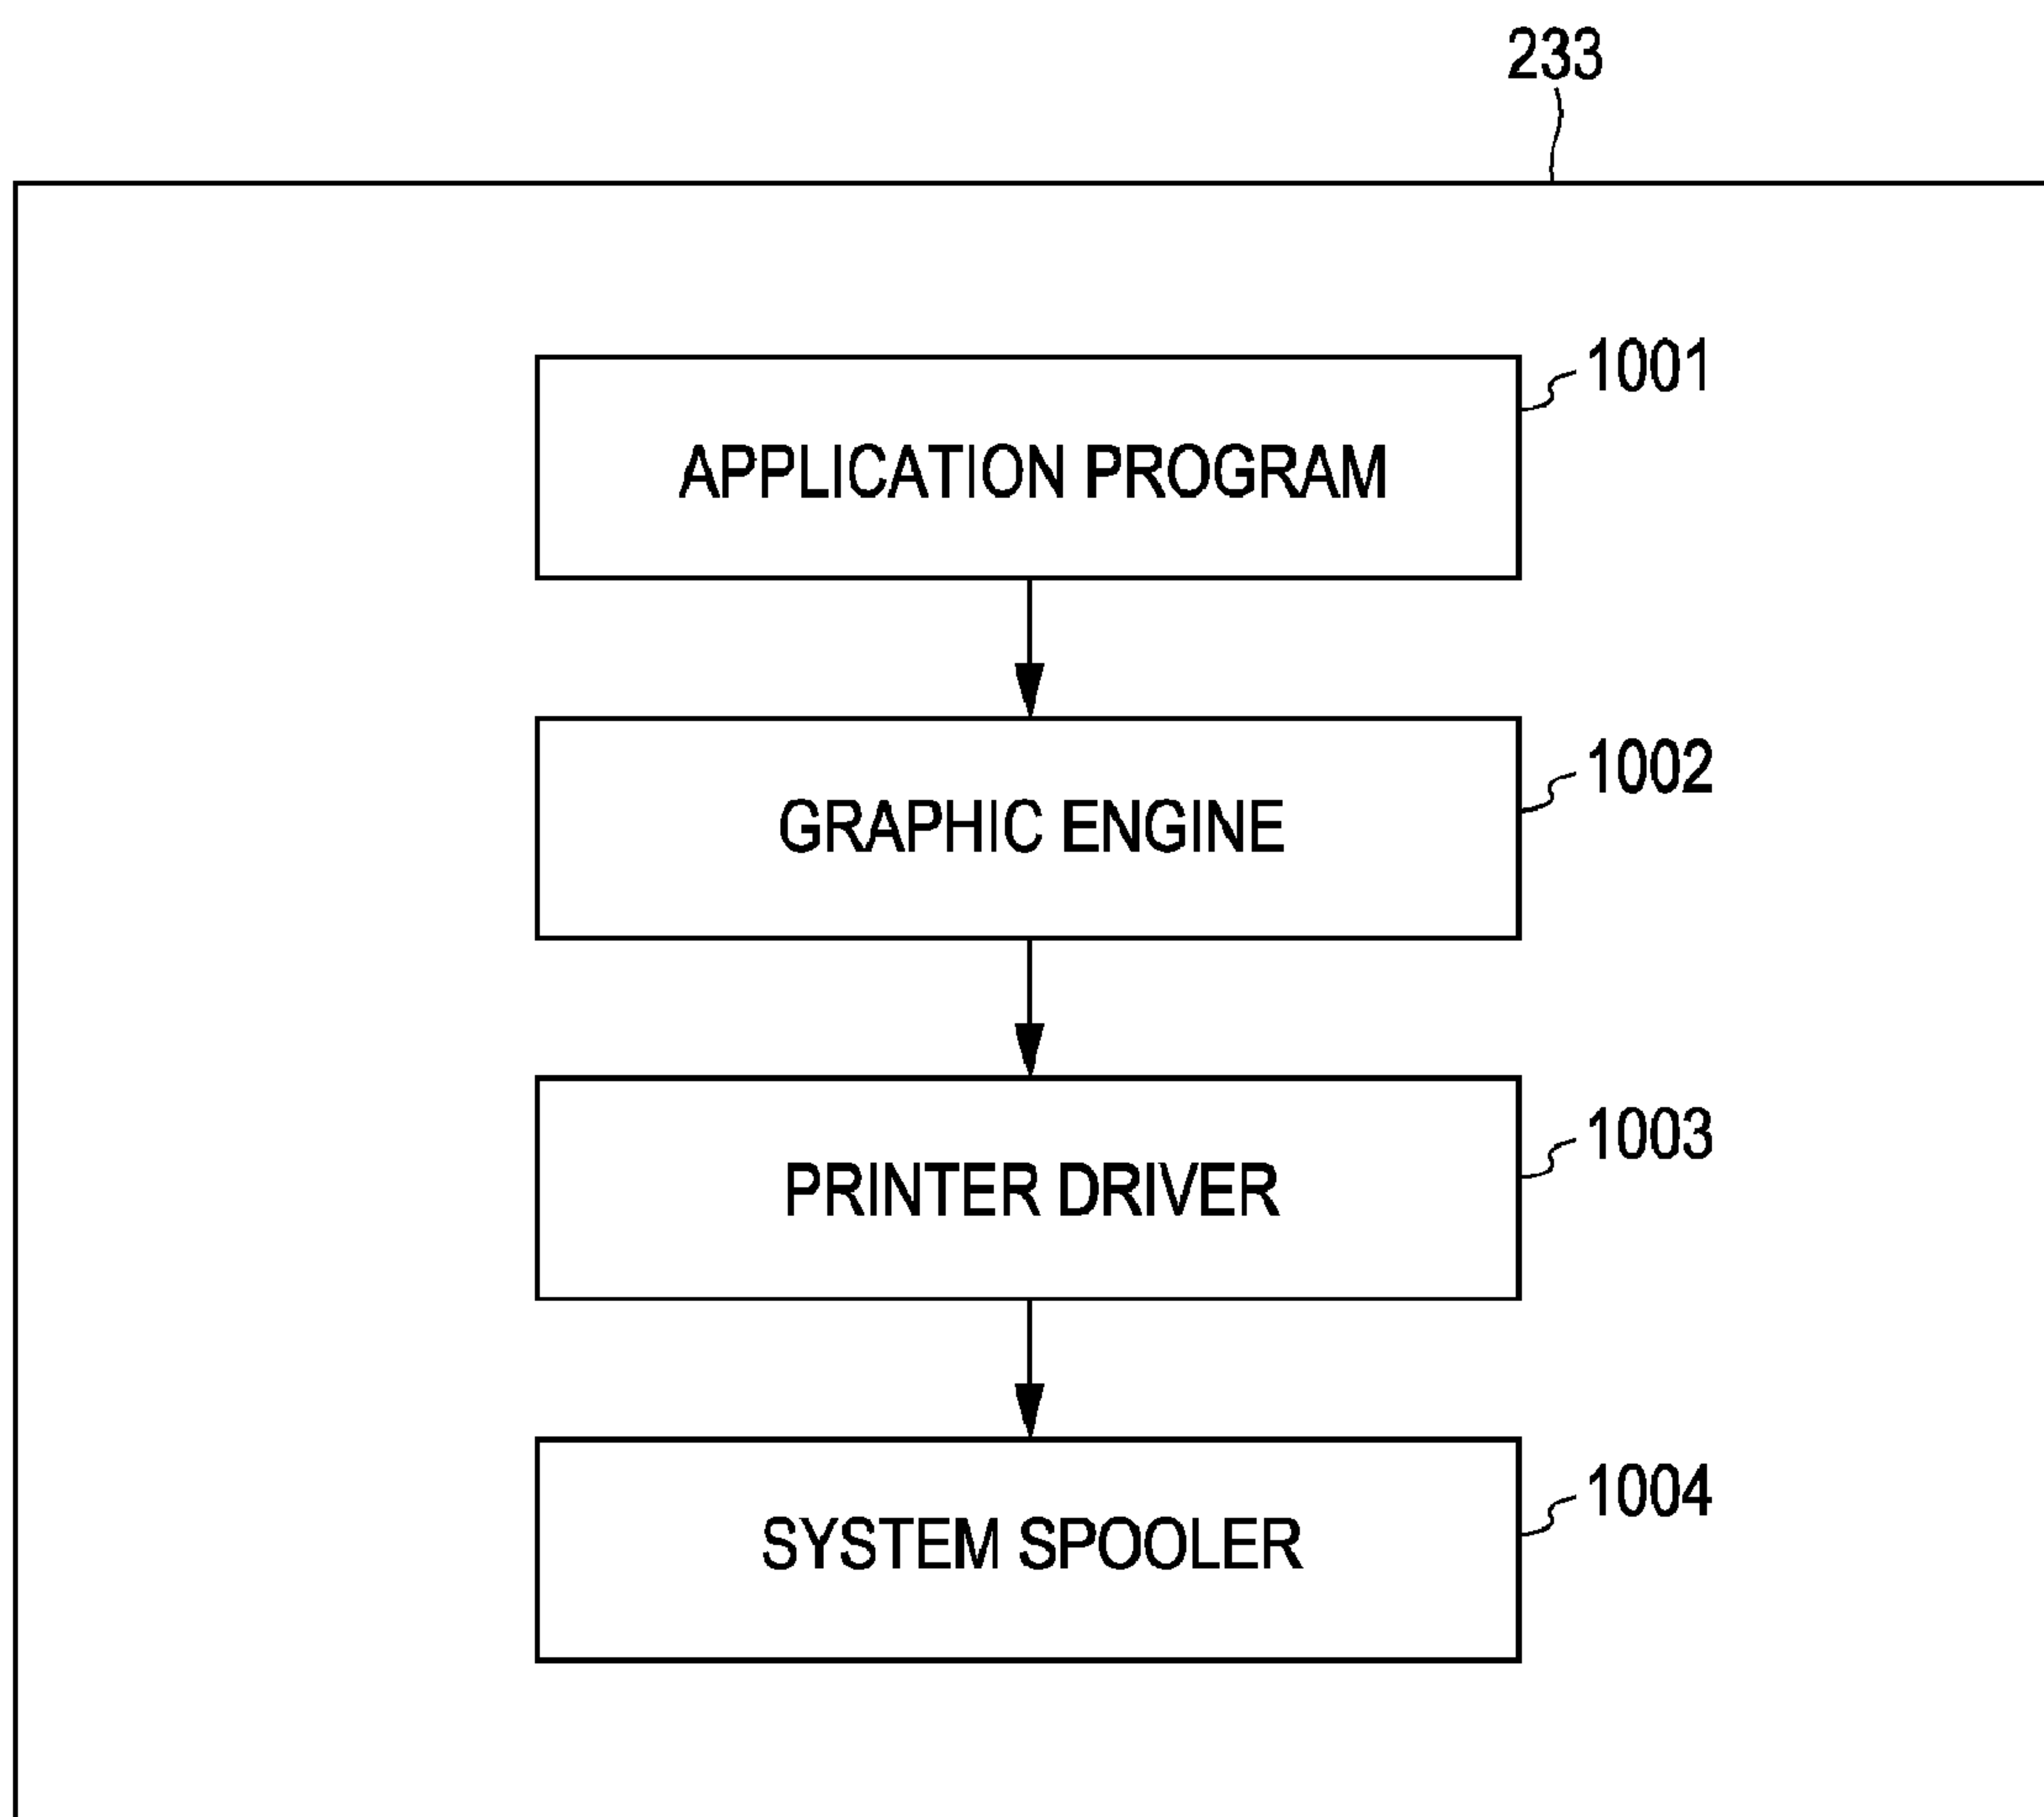 233
1001
APPLICATION PROGRAM
1002
GRAPHIC ENGINE
1003
PRINTER DRIVER
1004
SYSTEM SPOOLER